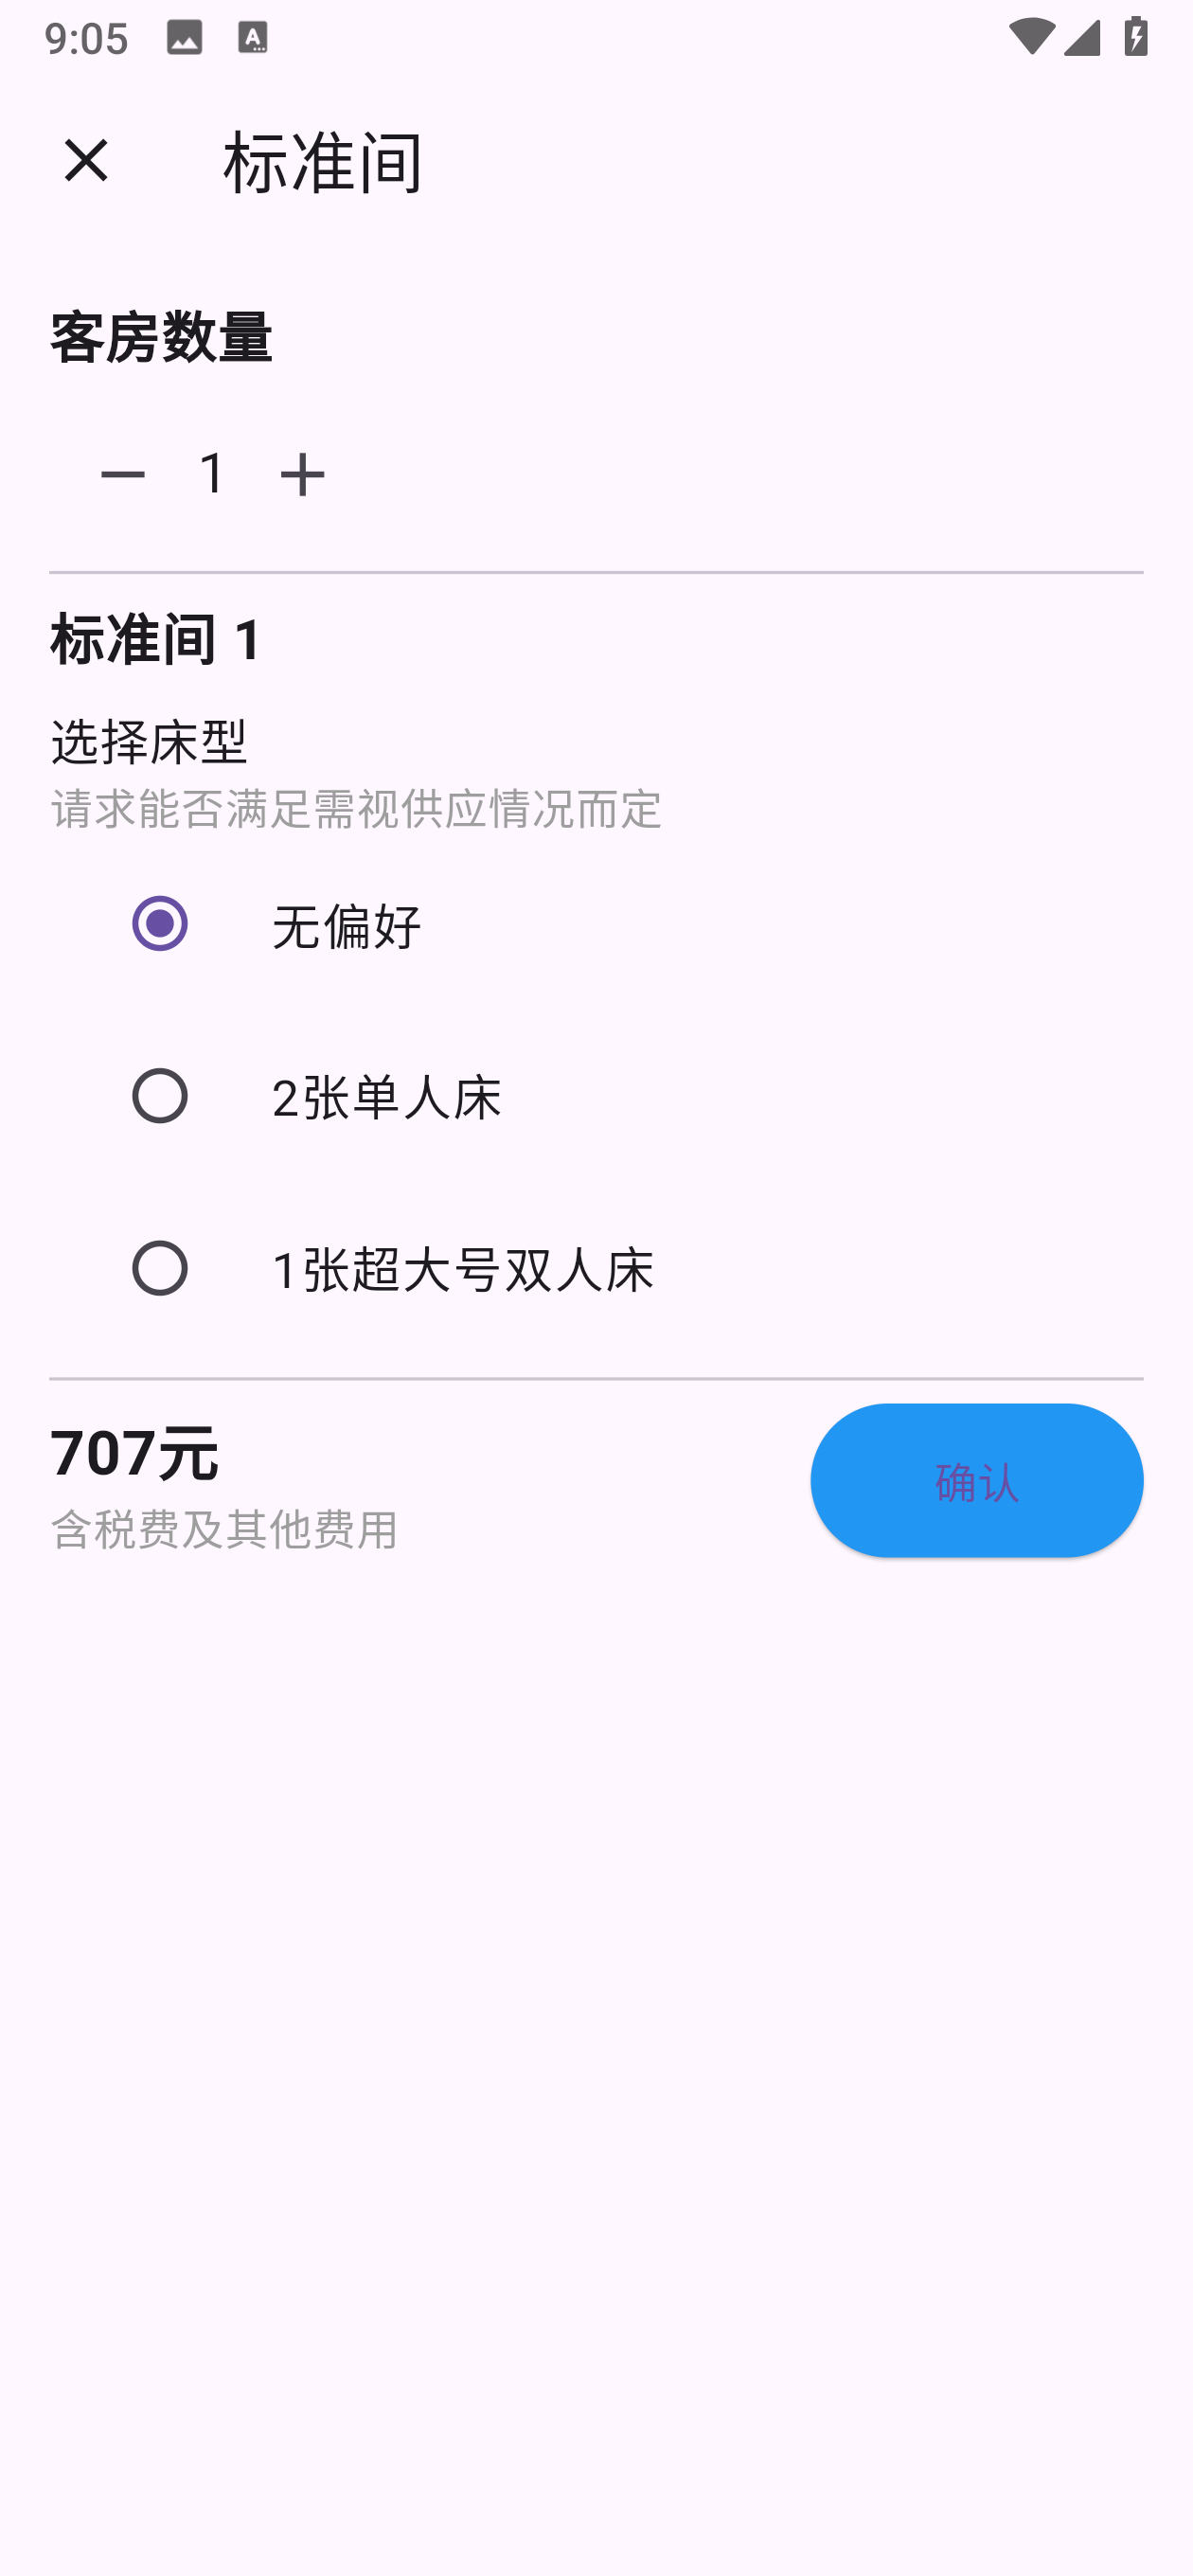 9:05
标准间
客房数量
1
标准间 1
选择床型
请求能否满足需视供应情况而定
无偏好
2张单人床
1张超大号双人床
707元
确认
含税费及其他费用